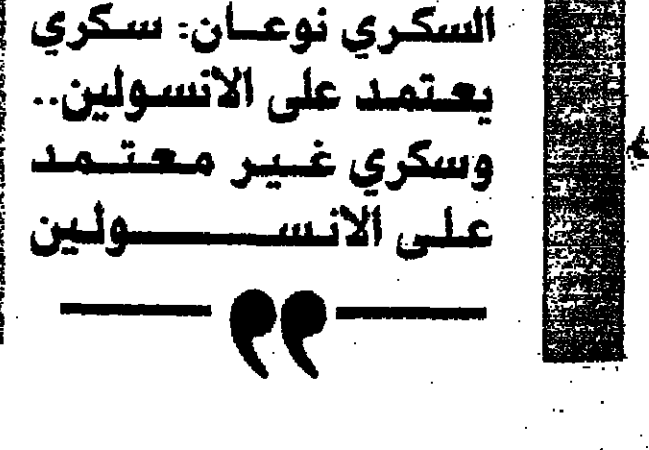 السكري نوعان: سكري
يعتمد على الانسولين..
وسكري غير معتمد
على الانسولين